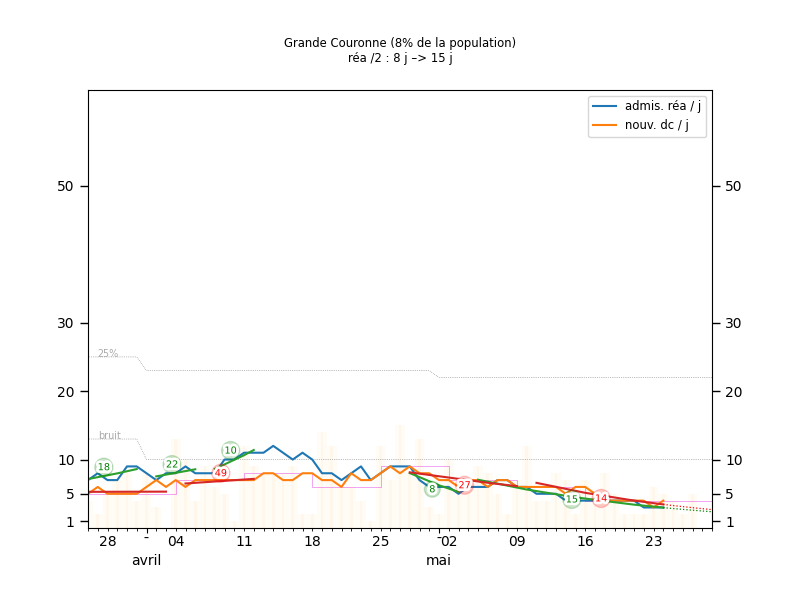 Grande Couronne (8% de la population)
réa /2 : 8 j –> 15 j
admis. réa / j
nouv. dc / j
50 50
30 30
25%
20 20
bruit
10 10
18 22 49 10 8 27 15 14
5 5
1 1
28 - 04 11 18 25 - 02 09 16 23
avril mai